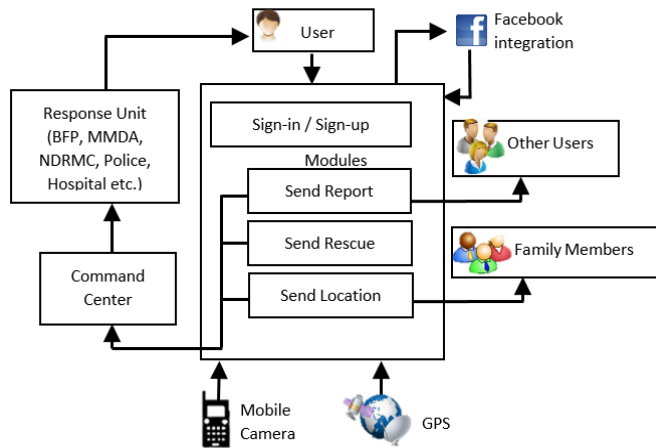 User
Facebook
integration
Response Unit
(BFP, MMDA,
NDRMC, Police,
Hospital etc.)
Sign-in / Sign-up
Modules
Other Users
Send Report
Send Rescue
Family Members
Command
Center
Send Location
Mobile
Camera
GPS